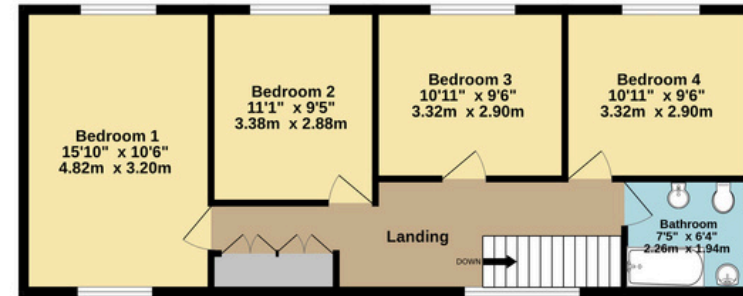 Bedroom 1
15'10" x 10'6"
4.82m x 3.20m
Bedroom 2
11'1" x 9'5"
3.38m x 2.88m
Bedroom 3
10'11" x 9'6"
3.32m x 2.90m
Bedroom 4
10'11" x 9'6"
3.32m x 2.90m
Landing
DOWN
Bathroom
7'5" x 6'4"
2.26m x 1.94m